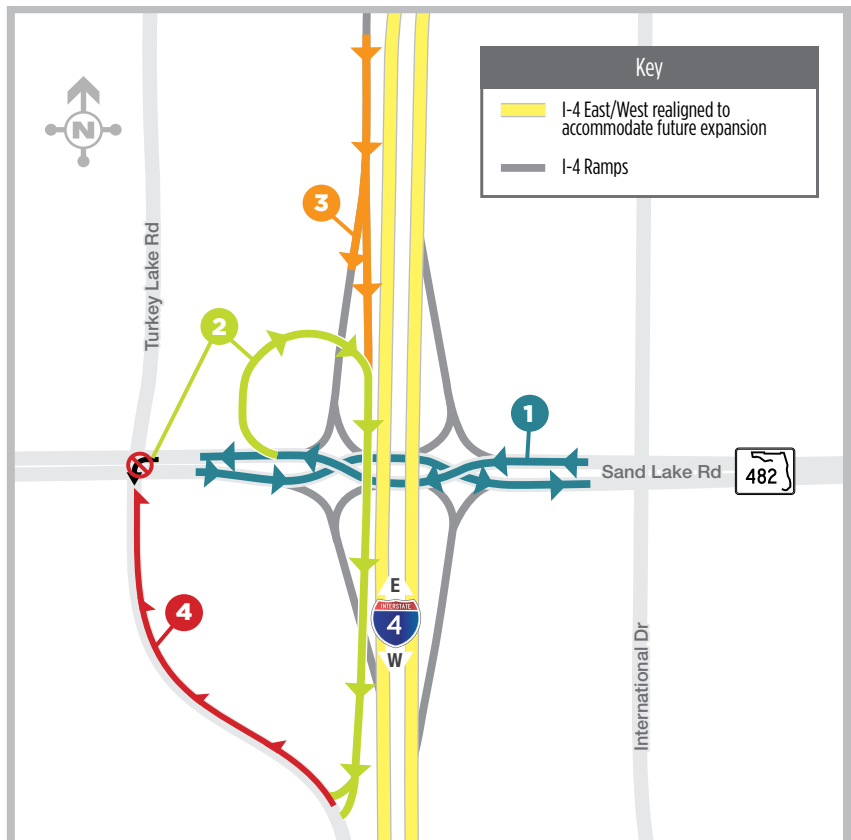 Key
I-4 East/West realigned to
accommodate future expansion
I-4 Ramps
N
3
Turkey Lake Rd
2
1
Sand Lake Rd
482
E
INTERSTATE
4
W
4
International Dr